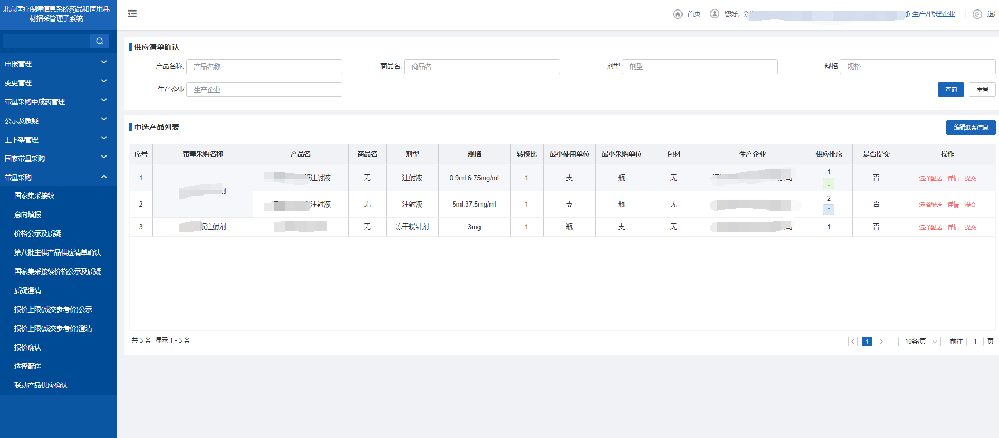 北京医疗保障信息系统药品和医用耗
材招采管理子系统
首页 您好， 生产/代理企业 退出
申报管理
变更管理
带量采购中成药管理
公示及质疑
上下架管理
国家带量采购
带量采购
国家集采接续
意向填报
价格公示及质疑
第八批主供产品供应清单确认
国家集采接续价格公示及质疑
质疑澄清
报价上限(成交参考价)公示
报价上限(成交参考价)澄清
报价确认
选择配送
联动产品供应确认
供应清单确认
产品名称: 产品名称 商品名: 商品名 剂型 剂型 规格 规格
生产企业 生产企业 查询 重置
中选产品列表 编辑联系信息
序号 带量采购名称 产品名 商品名 剂型 规格 转换比 最小使用单位 最小采购单位 包材 生产企业 供应排序 是否提交 操作
1 注射液 无 注射液 0.9ml:6.75mg/ml 1 支 瓶 无 1 ↓ 否 选择配送 详情 提交
2 注射液 无 注射液 5ml:37.5mg/ml 1 支 瓶 无 2 ↑ 否 选择配送 详情 提交
3 注射剂 无 冻干粉针剂 3mg 1 瓶 支 无 1 否 选择配送 详情 提交
共 3 条 显示 1 - 3 条 1 10条/页 前往 1 页